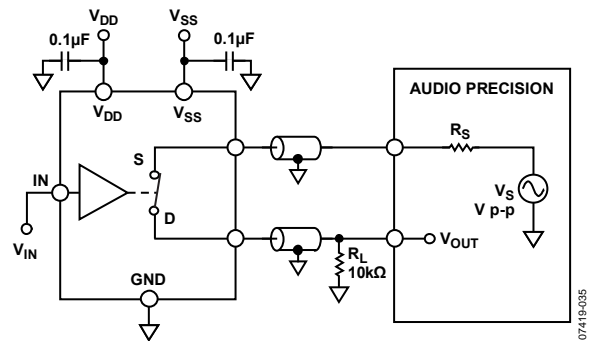 VDD
VSS
0.1µF
0.1µF
VDD
VSS
AUDIO PRECISION
RS
S
IN
VS
V p-p
D
VIN
VOUT
RL
10kΩ
GND
07419-035